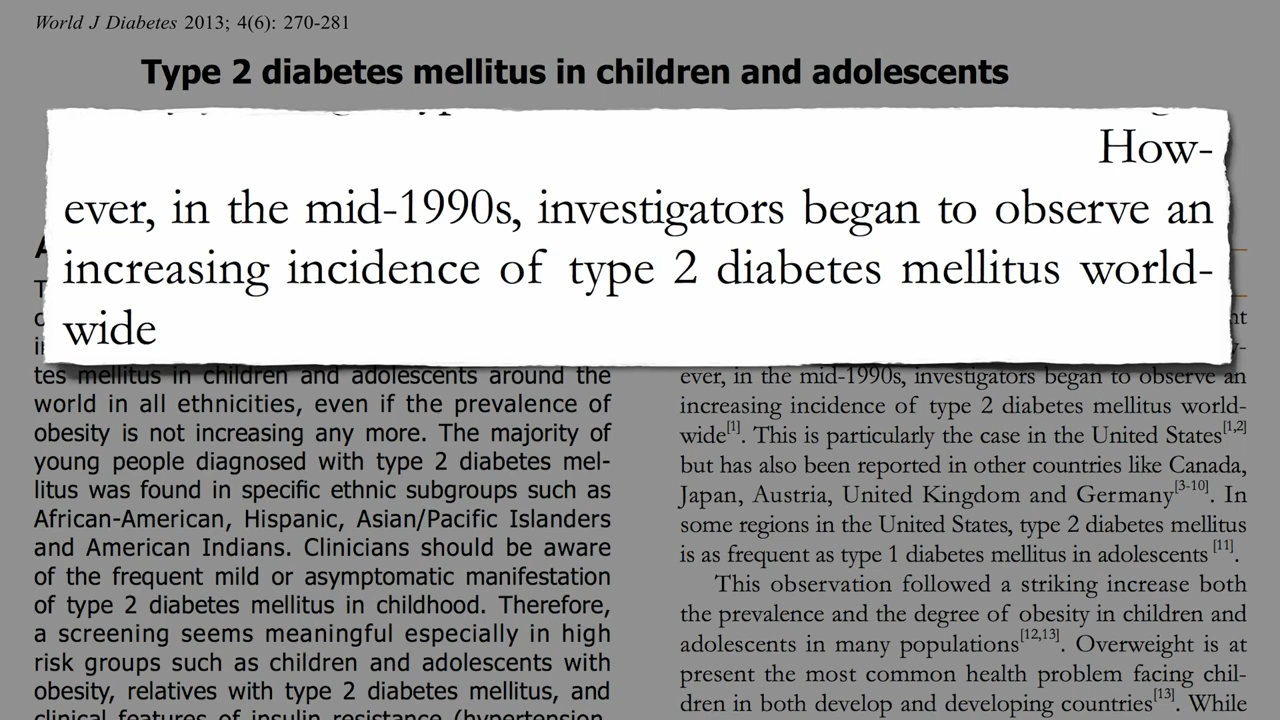 World J Diabetes 2013; 4(6): 270-281
Type 2 diabetes mellitus in children and adolescents
How-
ever, in the mid-1990s, investigators began to observe an
increasing incidence of type 2 diabetes mellitus world-
wide
tes mellitus in children and adolescents around the
world in all ethnicities, even if the prevalence of
obesity is not increasing any more. The majority of
young people diagnosed with type 2 diabetes mel-
litus was found in specific ethnic subgroups such as
African-American, Hispanic, Asian/Pacific Islanders
and American Indians. Clinicians should be aware
of the frequent mild or asymptomatic manifestation
of type 2 diabetes mellitus in childhood. Therefore,
a screening seems meaningful especially in high
risk groups such as children and adolescents with
obesity, relatives with type 2 diabetes mellitus, and
clinical features of insulin resistance (hypertension,
ever, in the mid-1990s, investigators began to observe an
increasing incidence of type 2 diabetes mellitus world-
wide[1]. This is particularly the case in the United States[1,2]
but has also been reported in other countries like Canada,
Japan, Austria, United Kingdom and Germany[3-10]. In
some regions in the United States, type 2 diabetes mellitus
is as frequent as type 1 diabetes mellitus in adolescents [11].
This observation followed a striking increase both
the prevalence and the degree of obesity in children and
adolescents in many populations[12,13]. Overweight is at
present the most common health problem facing chil-
dren in both develop and developing countries[13]. While